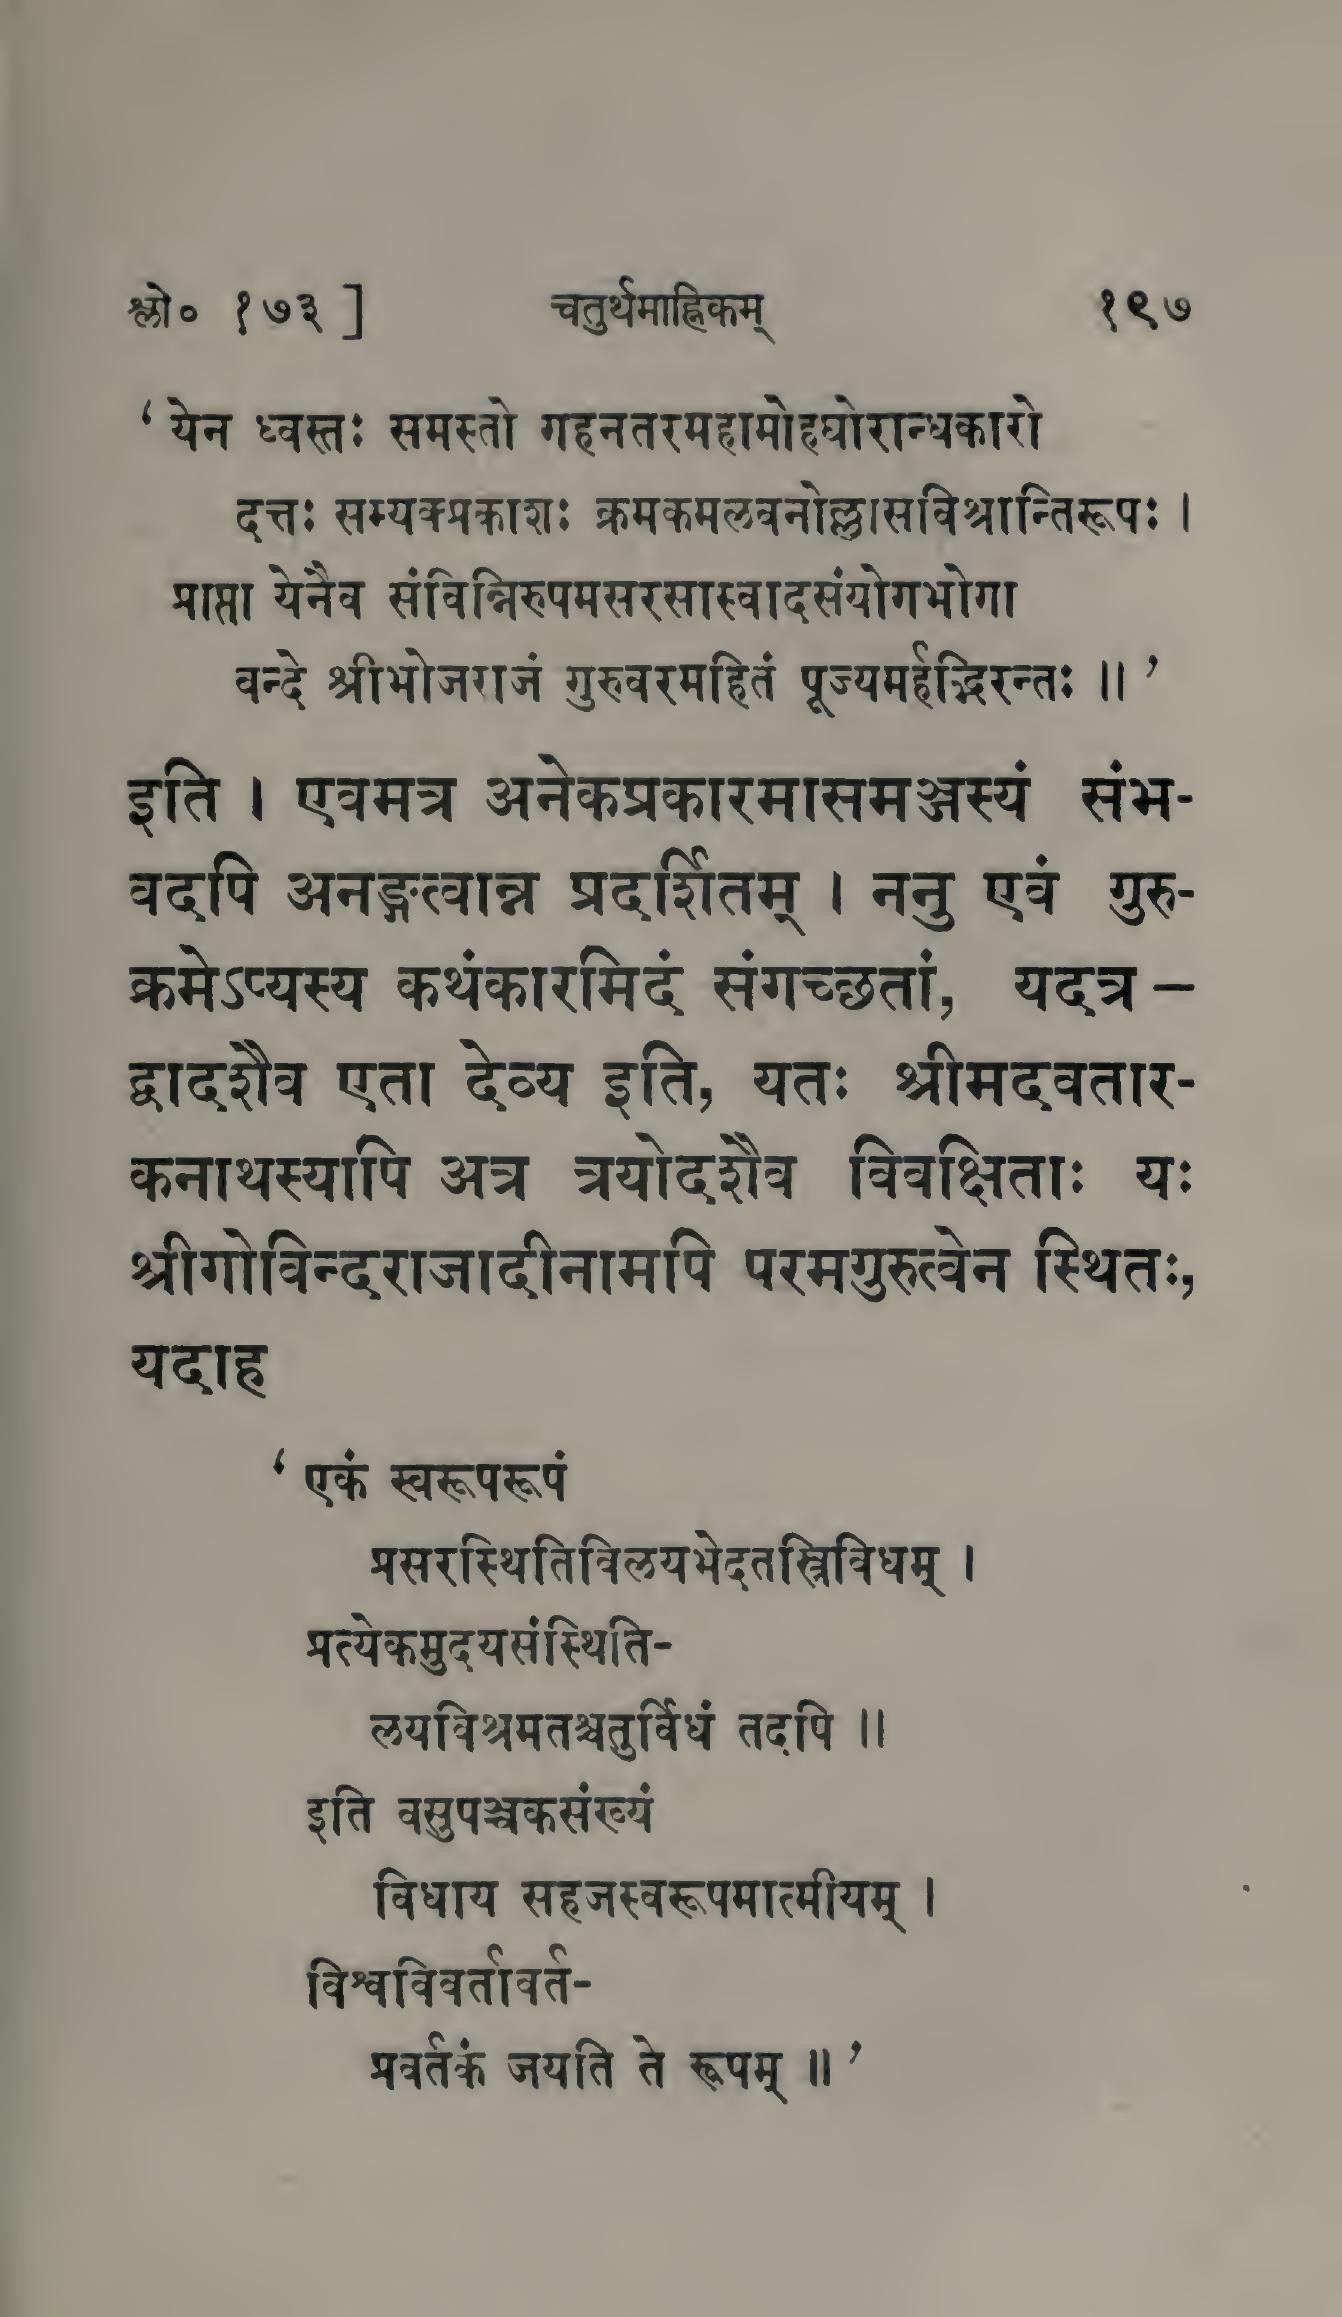 श्लो० १७३] चतुर्थमाह्निकम् १९७
‘ येन ध्वस्तः समस्तो गहनतरमहामोहघोरान्धकारो
दत्तः सम्यक्प्रकाशः क्रमकमलवनोल्लासविश्रान्तिरूपः ।
प्राप्ता येनैव संविन्निरुपमसरसास्वादसंयोगभोगा
वन्दे श्रीभोजराजं गुरुवरमहितं पूज्यमर्हद्भिरन्तः ॥ ’
इति । एवमत्र अनेकप्रकारमासमञ्जस्यं संभ-
वदपि अनङ्गत्वान्न प्रदर्शितम् । ननु एवं गुरु-
क्रमेऽप्यस्य कथंकारमिदं संगच्छतां, यदत्र –
द्वादशैव एता देव्य इति, यतः श्रीमदवतार-
कनाथस्यापि अत्र त्रयोदशैव विवक्षिताः यः
श्रीगोविन्दराजादीनामपि परमगुरुत्वेन स्थितः,
यदाह
‘ एकं स्वरूपरूपं
प्रसरस्थितिविलयभेदतस्त्रिविधम् ।
प्रत्येकमुदयसंस्थिति-
लयविश्रमतश्चतुर्विधं तदपि ॥
इति वसुपञ्चकसंख्यं
विधाय सहजस्वरूपमात्मीयम् ।
विश्वविवर्तावर्त-
प्रवर्तकं जयति ते रूपम् ॥ ’